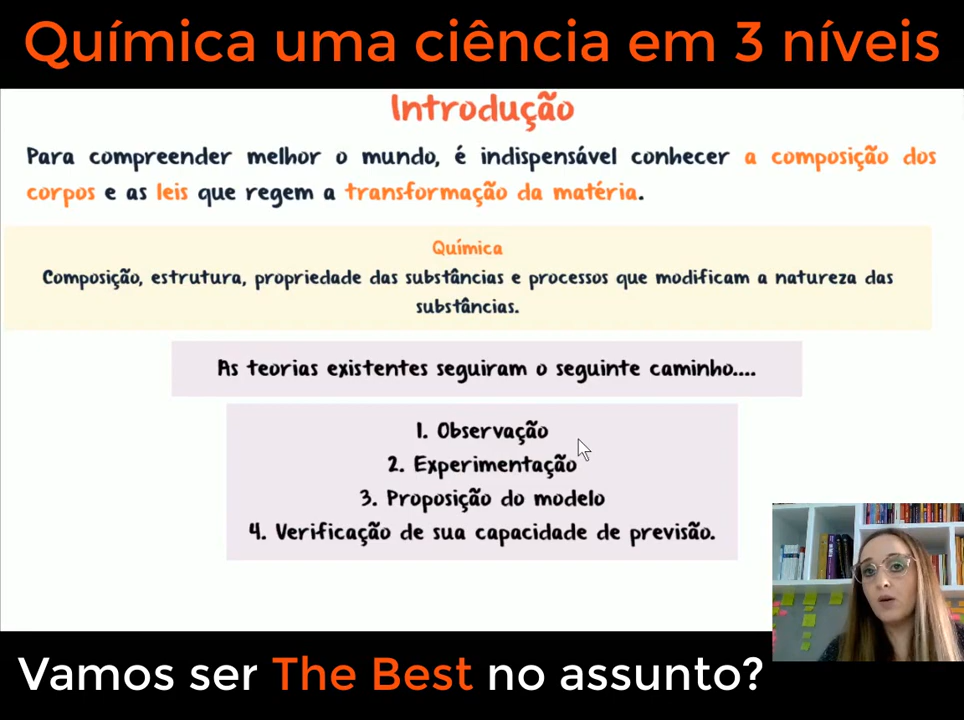 Química uma ciência em 3 níveis
Introdução
Para compreender melhor o mundo, é indispensável conhecer a composição dos
corpos e as leis que regem a transformação da matéria.
Química
Composição, estrutura, propriedade das substâncias e processos que modificam a natureza das
substâncias.
As teorias existentes seguiram o seguinte caminho....
1. Observação
2. Experimentação
3. Proposição do modelo
4. Verificação de sua capacidade de previsão.
Vamos ser The Best no assunto?